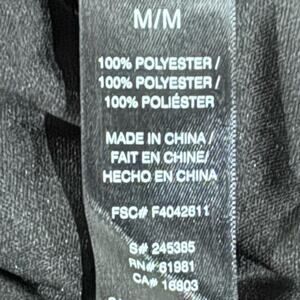 M/M
100% POLYESTER /
100% POLYESTER /
100% POLIÉSTER
MADE IN CHINA /
FAIT EN CHINE/
HECHO EN CHINA
FSC# F4042611
S# 245385
RN# 61981
CA# 16803